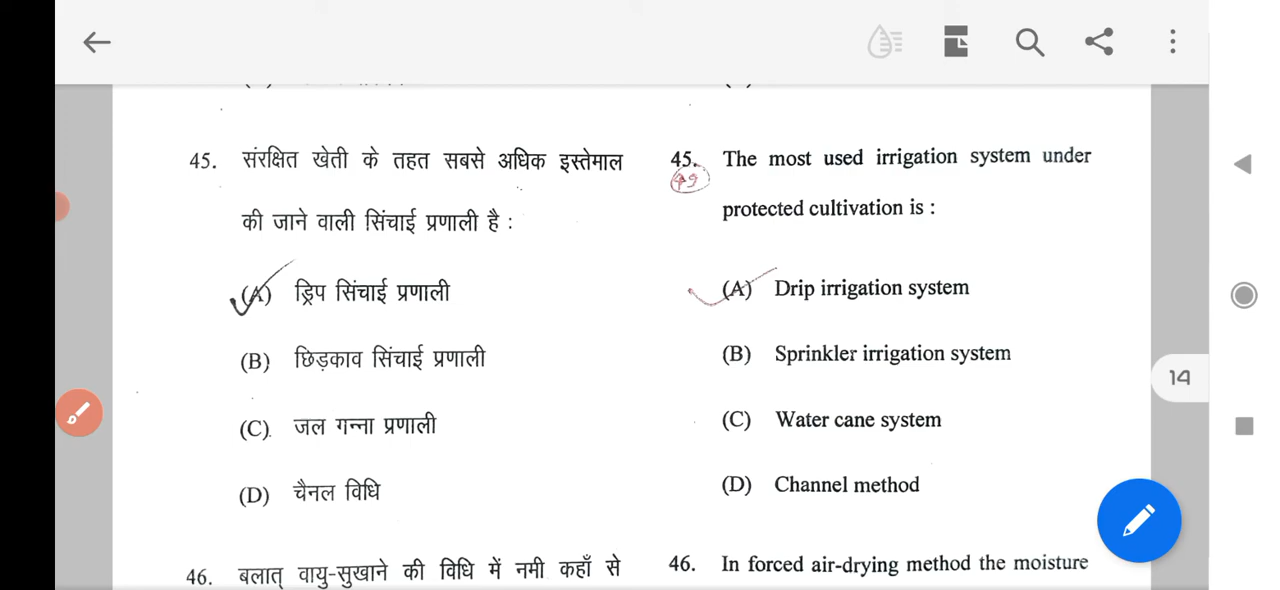 45. संरक्षित खेती के तहत सबसे अधिक इस्तेमाल
की जाने वाली सिंचाई प्रणाली है :
(A) ड्रिप सिंचाई प्रणाली
(B) छिड़काव सिंचाई प्रणाली
(C) जल गन्ना प्रणाली
(D) चैनल विधि
46. बलात् वायु-सुखाने की विधि में नमी कहाँ से
45. The most used irrigation system under
protected cultivation is :
(A) Drip irrigation system
(B) Sprinkler irrigation system
(C) Water cane system
(D) Channel method
46. In forced air-drying method the moisture
14